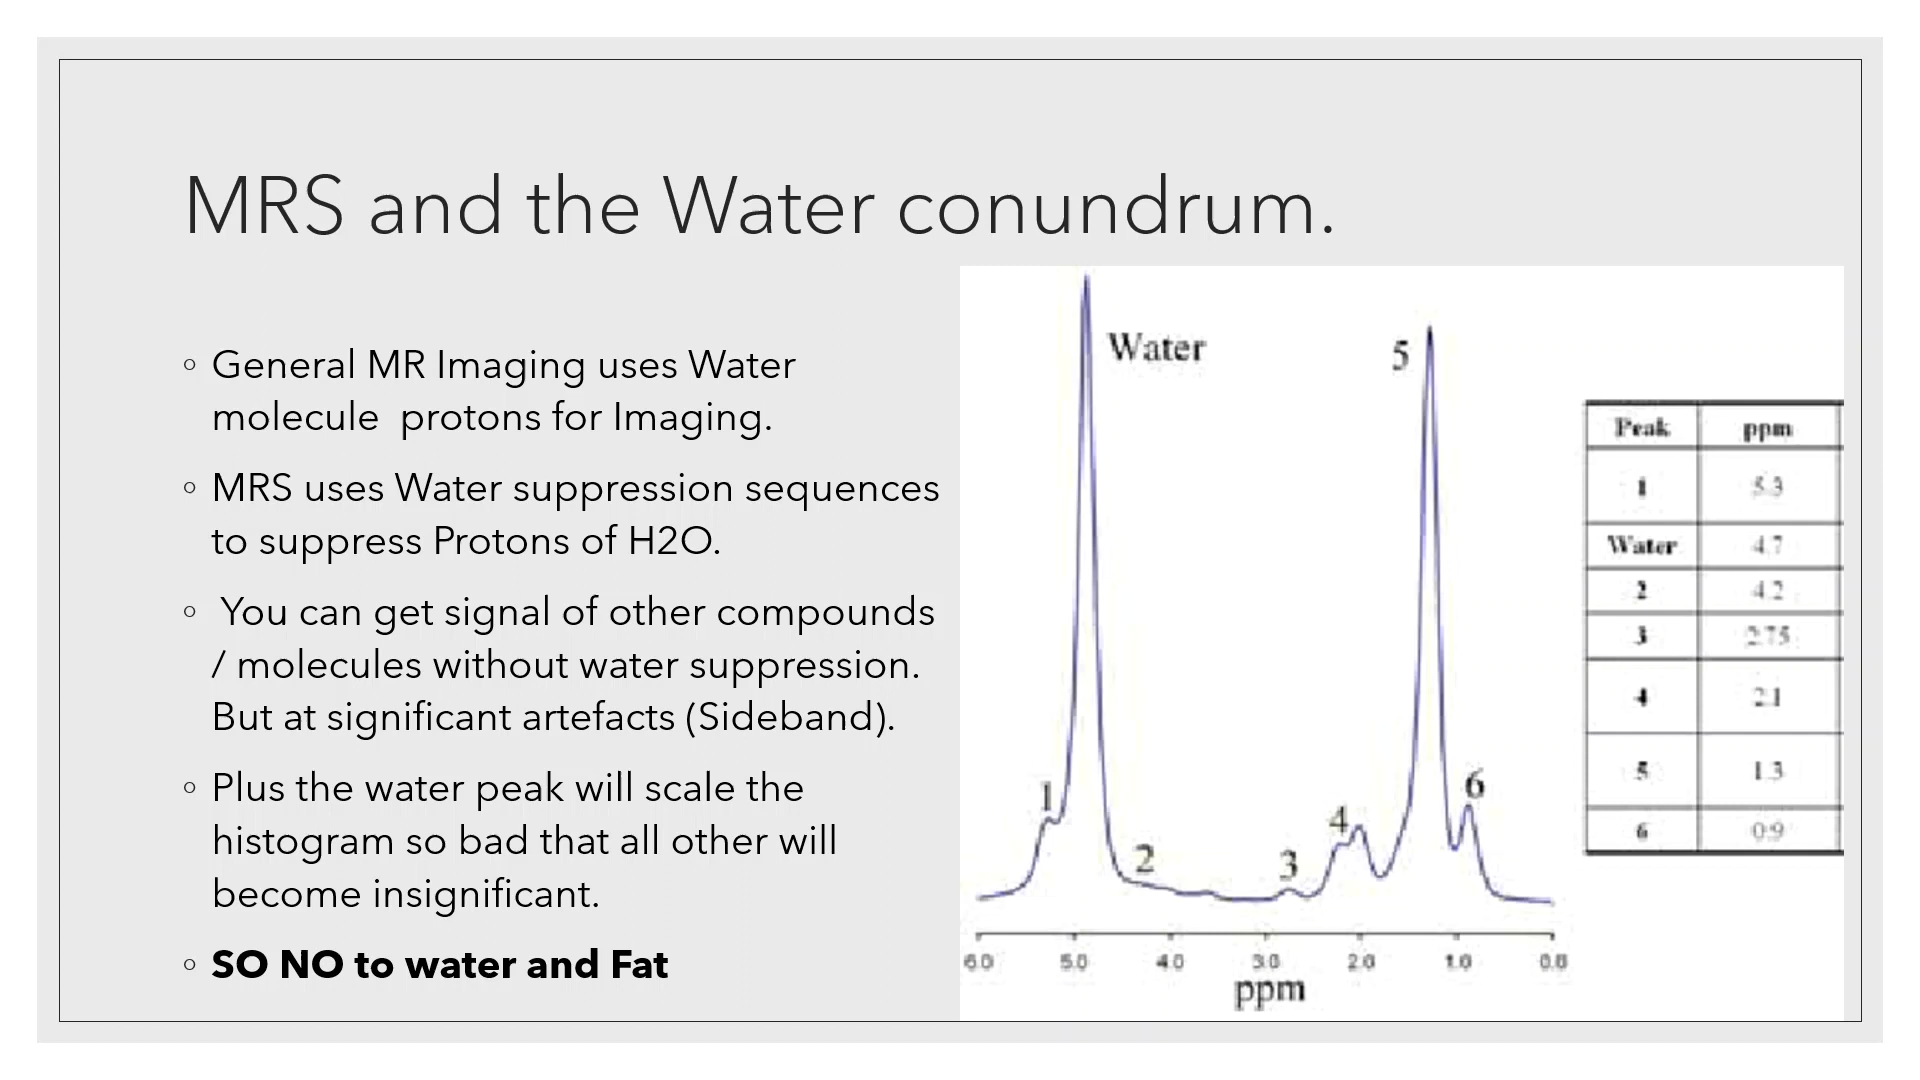 MRS and the Water conundrum.
◦ General MR Imaging uses Water
molecule  protons for Imaging.
◦ MRS uses Water suppression sequences
to suppress Protons of H2O.
◦  You can get signal of other compounds
/ molecules without water suppression.
But at significant artefacts (Sideband).
◦ Plus the water peak will scale the
histogram so bad that all other will
become insignificant.
◦ SO NO to water and Fat
Water
5
1
2
3
4
6
6.0 5.0 4.0 3.0 2.0 1.0 0.0
ppm
Peak ppm
1 5.3
Water 4.7
2 4.2
3 2.75
4 2.1
5 1.3
6 0.9